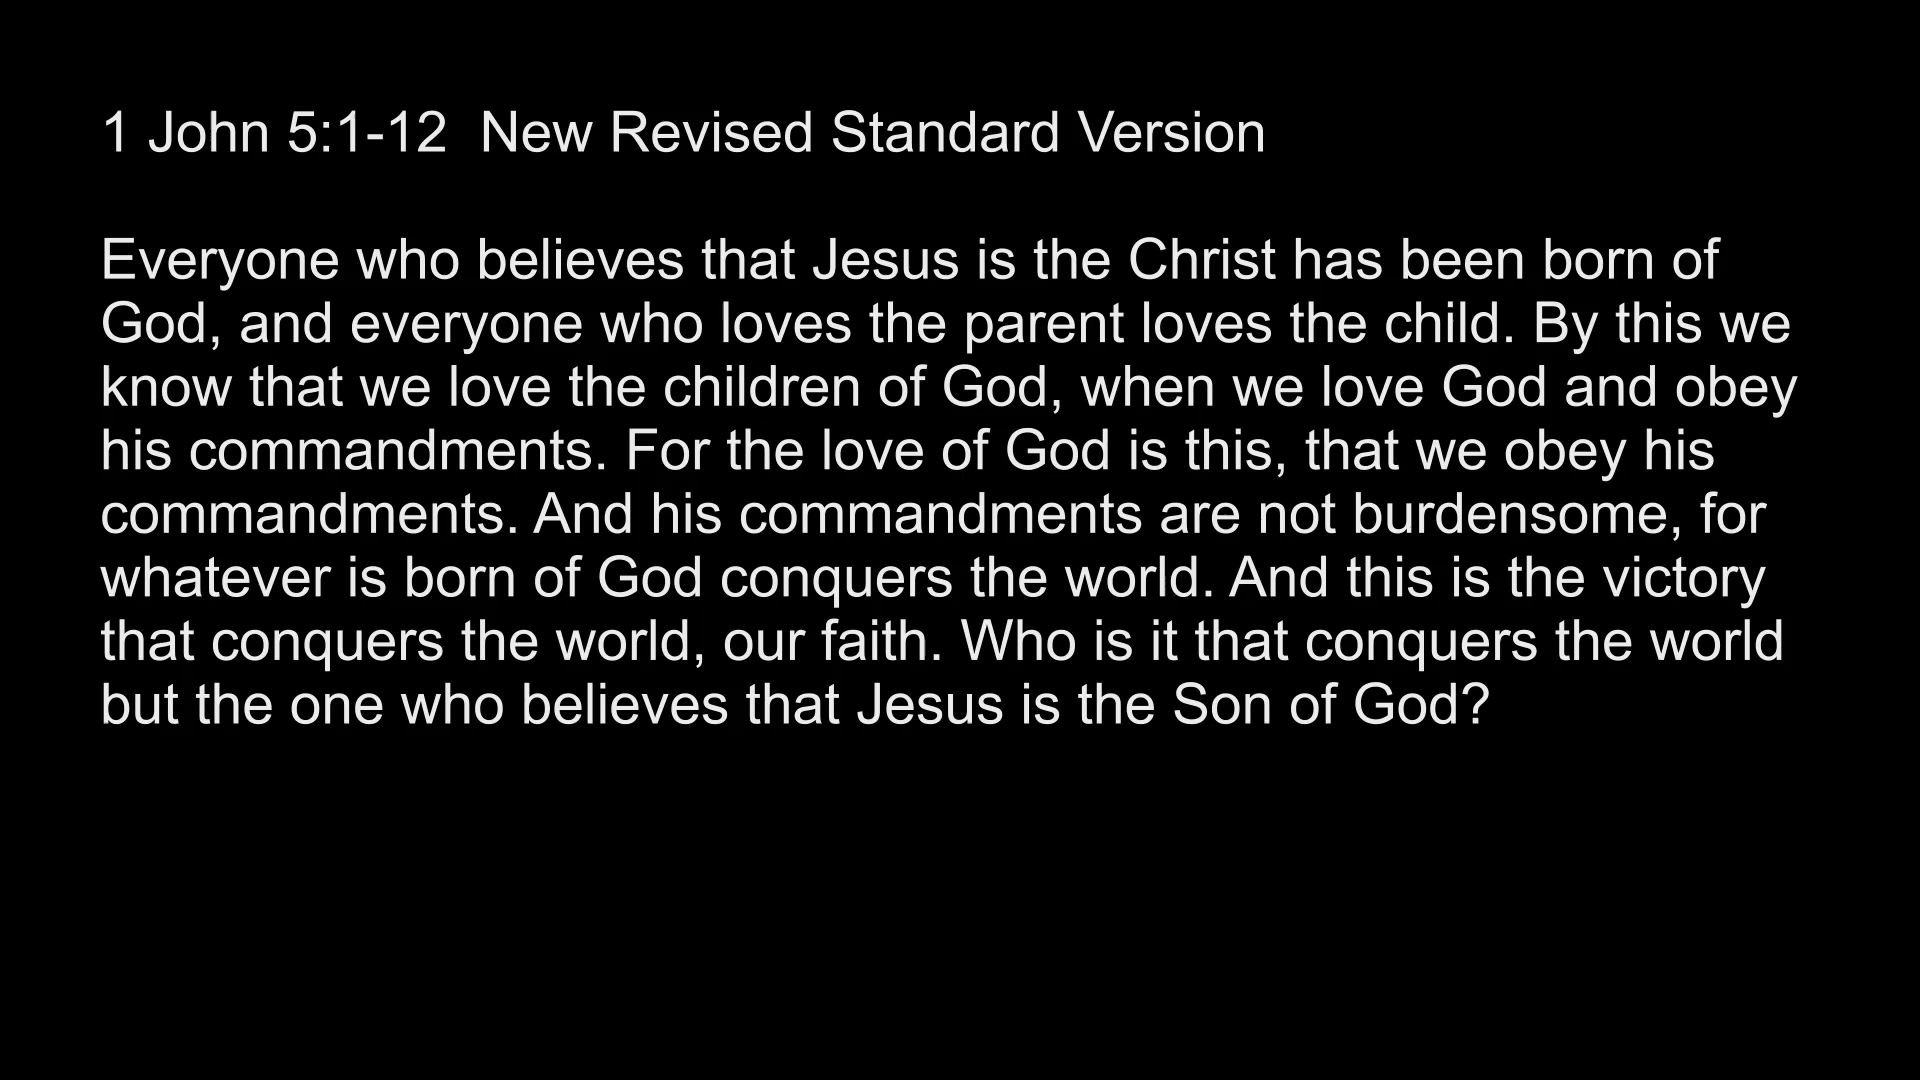 1 John 5:1-12  New Revised Standard Version
Everyone who believes that Jesus is the Christ has been born of
God, and everyone who loves the parent loves the child. By this we
know that we love the children of God, when we love God and obey
his commandments. For the love of God is this, that we obey his
commandments. And his commandments are not burdensome, for
whatever is born of God conquers the world. And this is the victory
that conquers the world, our faith. Who is it that conquers the world
but the one who believes that Jesus is the Son of God?